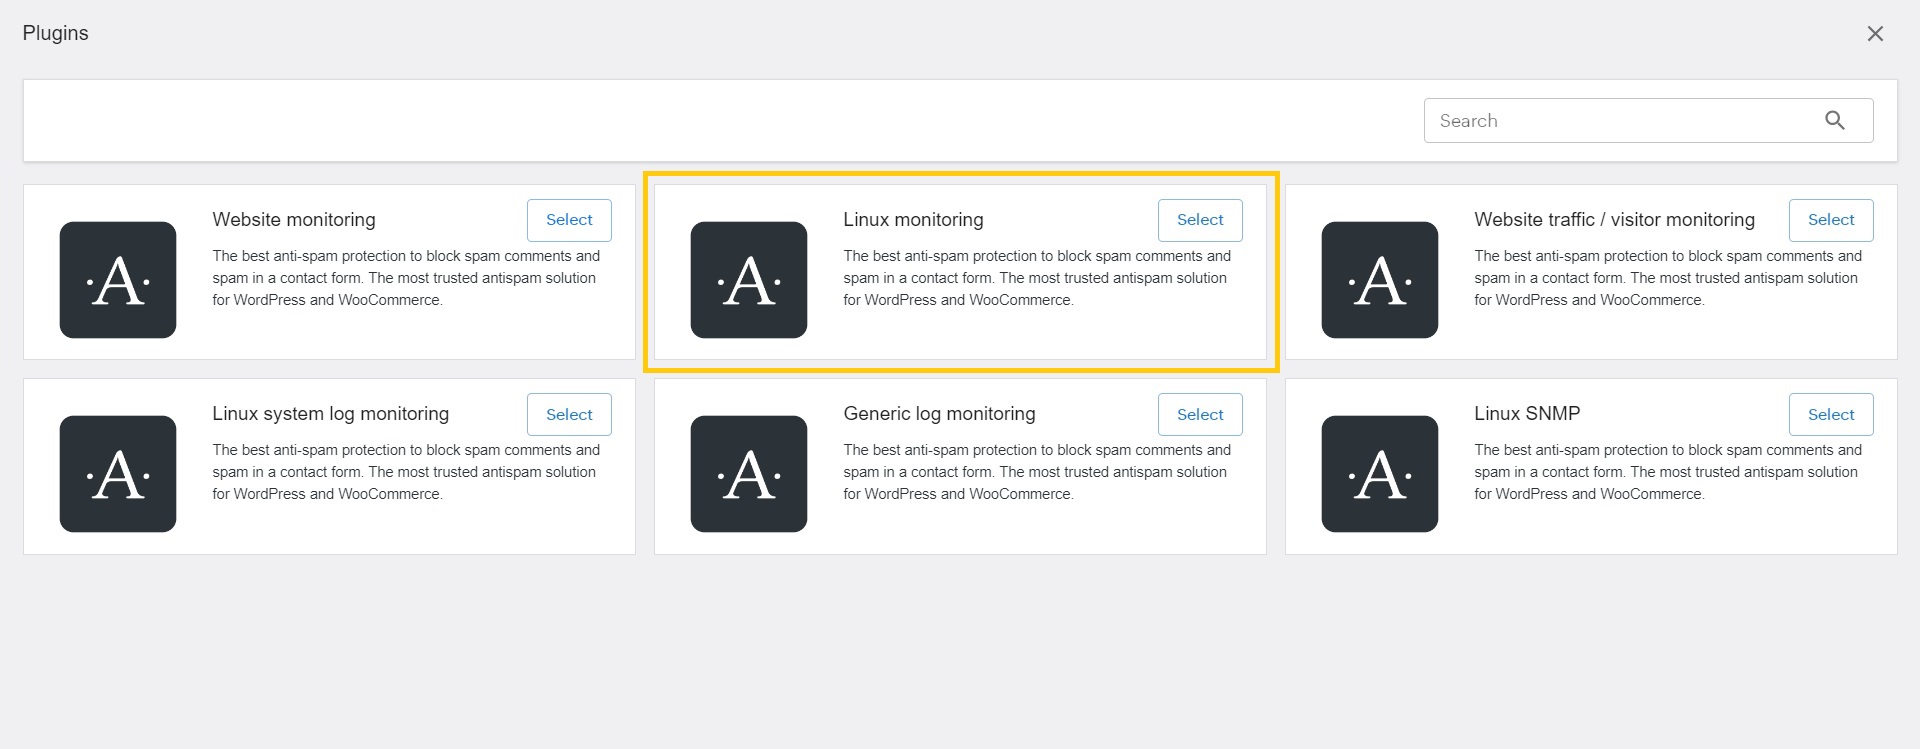 Plugins
Search
Website monitoring
Select
The best anti-spam protection to block spam comments and
spam in a contact form. The most trusted antispam solution
for WordPress and WooCommerce.
·A·
Linux monitoring
Select
The best anti-spam protection to block spam comments and
spam in a contact form. The most trusted antispam solution
for WordPress and WooCommerce.
·A·
Website traffic / visitor monitoring
Select
The best anti-spam protection to block spam comments and
spam in a contact form. The most trusted antispam solution
for WordPress and WooCommerce.
·A·
Linux system log monitoring
Select
The best anti-spam protection to block spam comments and
spam in a contact form. The most trusted antispam solution
for WordPress and WooCommerce.
·A·
Generic log monitoring
Select
The best anti-spam protection to block spam comments and
spam in a contact form. The most trusted antispam solution
for WordPress and WooCommerce.
·A·
Linux SNMP
Select
The best anti-spam protection to block spam comments and
spam in a contact form. The most trusted antispam solution
for WordPress and WooCommerce.
·A·